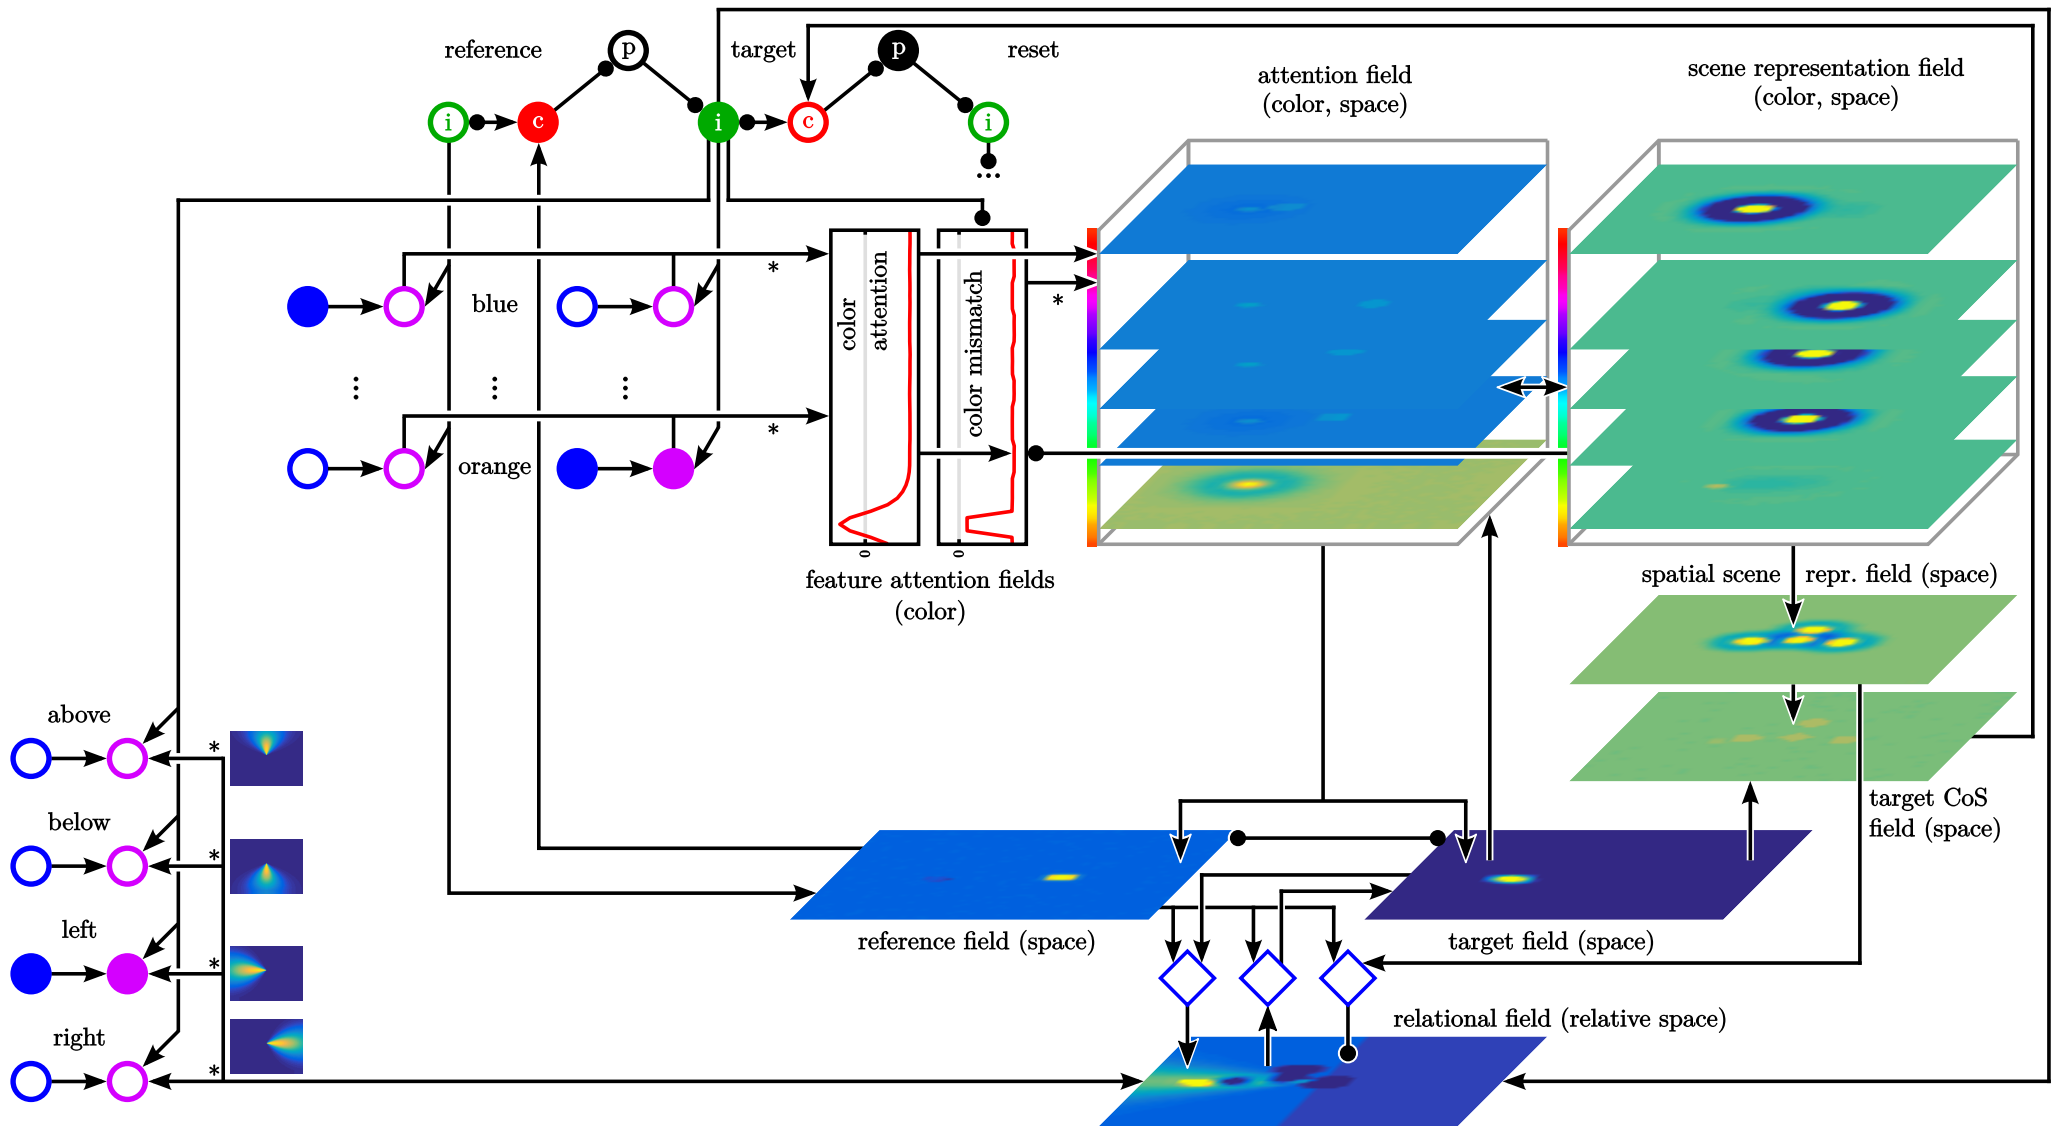 reference
p
target
p
reset
i
c
i
c
i
...
attention field
(color, space)
scene representation field
(color, space)
*
blue
*
color
attention
color mismatch
...
...
...
*
orange
0
0
feature attention fields
(color)
spatial scene
repr. field (space)
above
*
below
*
left
*
right
*
target CoS
field (space)
reference field (space)
target field (space)
relational field (relative space)